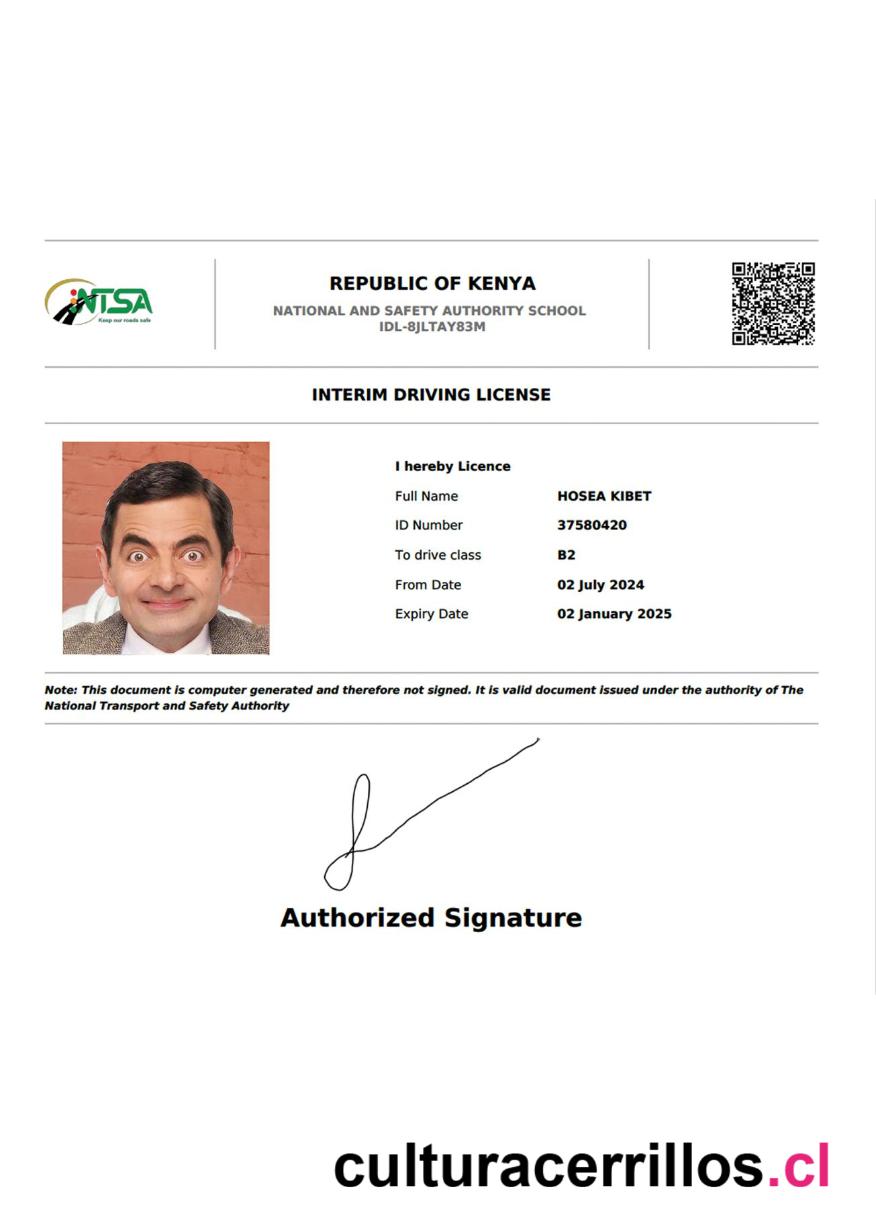 NTSA
Keep our roads safe
REPUBLIC OF KENYA
NATIONAL AND SAFETY AUTHORITY SCHOOL
IDL-8JLTAY83M
INTERIM DRIVING LICENSE
I hereby Licence
Full Name HOSEA KIBET
ID Number 37580420
To drive class B2
From Date 02 July 2024
Expiry Date 02 January 2025
Note: This document is computer generated and therefore not signed. It is valid document issued under the authority of The
National Transport and Safety Authority
Authorized Signature
culturacerrillos.cl